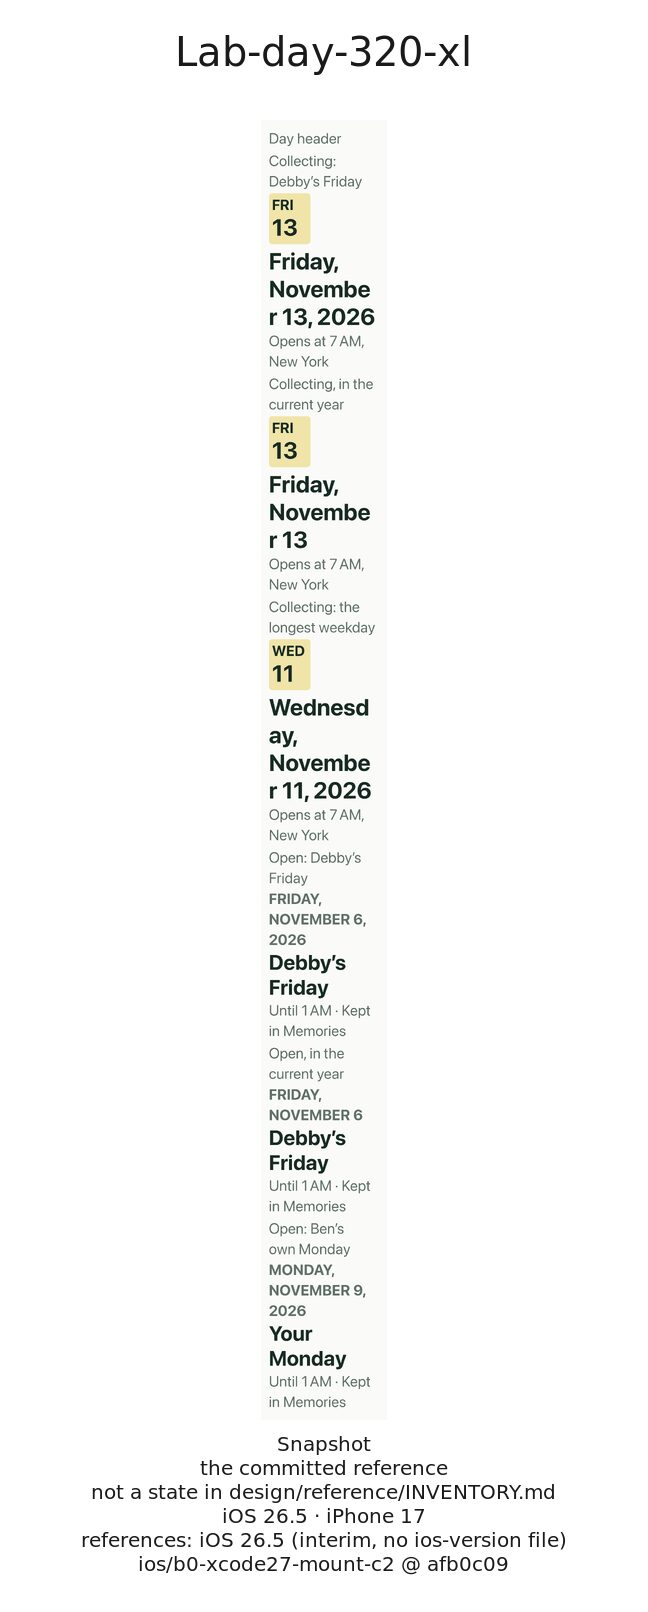 Lab-day-320-xl
Day header
Collecting:
Debby’s Friday
FRI
13
Friday,
Novembe
r 13, 2026
Opens at 7 AM,
New York
Collecting, in the
current year
FRI
13
Friday,
Novembe
r 13
Opens at 7 AM,
New York
Collecting: the
longest weekday
WED
11
Wednesd
ay,
Novembe
r 11, 2026
Opens at 7 AM,
New York
Open: Debby’s
Friday
FRIDAY,
NOVEMBER 6,
2026
Debby’s
Friday
Until 1 AM · Kept
in Memories
Open, in the
current year
FRIDAY,
NOVEMBER 6
Debby’s
Friday
Until 1 AM · Kept
in Memories
Open: Ben’s
own Monday
MONDAY,
NOVEMBER 9,
2026
Your
Monday
Until 1 AM · Kept
in Memories
Snapshot
the committed reference
not a state in design/reference/INVENTORY.md
iOS 26.5 · iPhone 17
references: iOS 26.5 (interim, no ios-version file)
ios/b0-xcode27-mount-c2 @ afb0c09